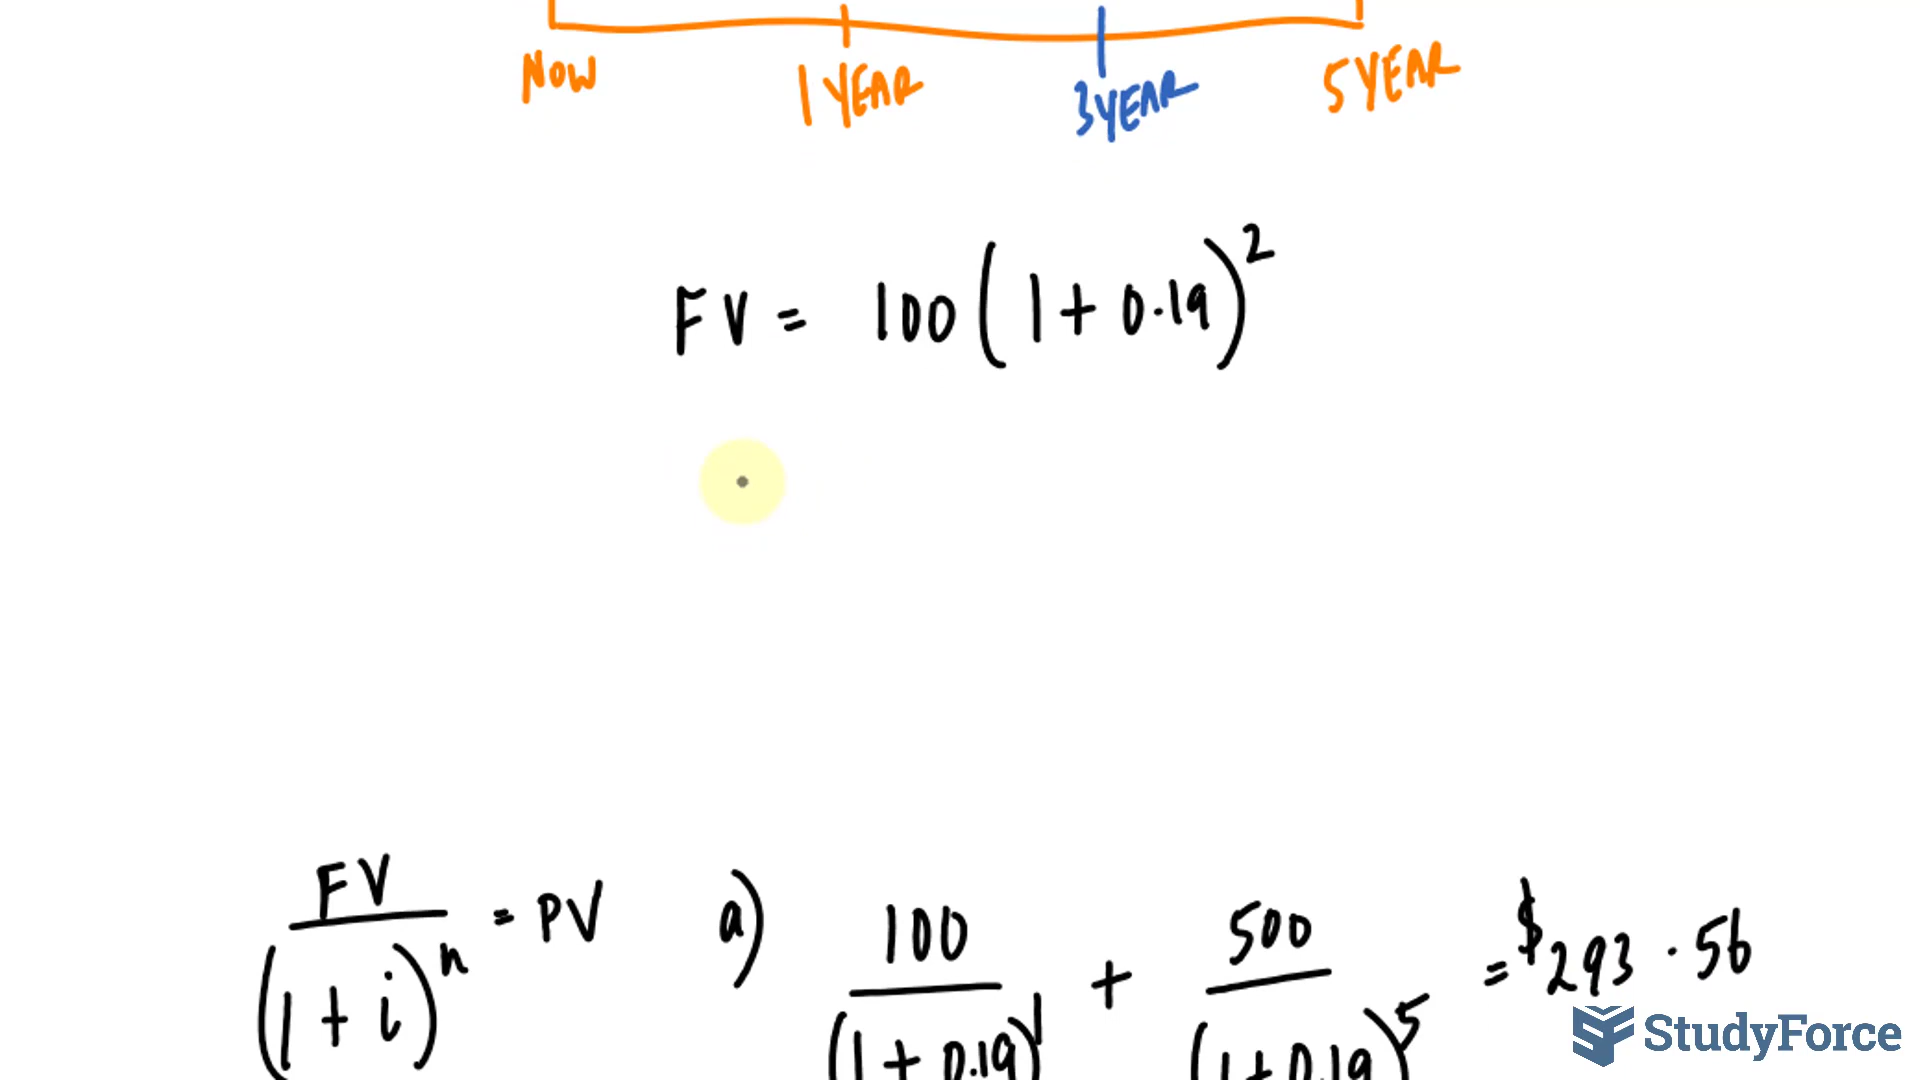 NOW 1 YEAR 3 YEAR 5 YEAR
FV = 100 ( 1 + 0.19 )²
FV / (1 + i)ⁿ = PV a) 100 / (1 + 0.19)¹ + 500 / (1 + 0.19)⁵ = $293.56
StudyForce